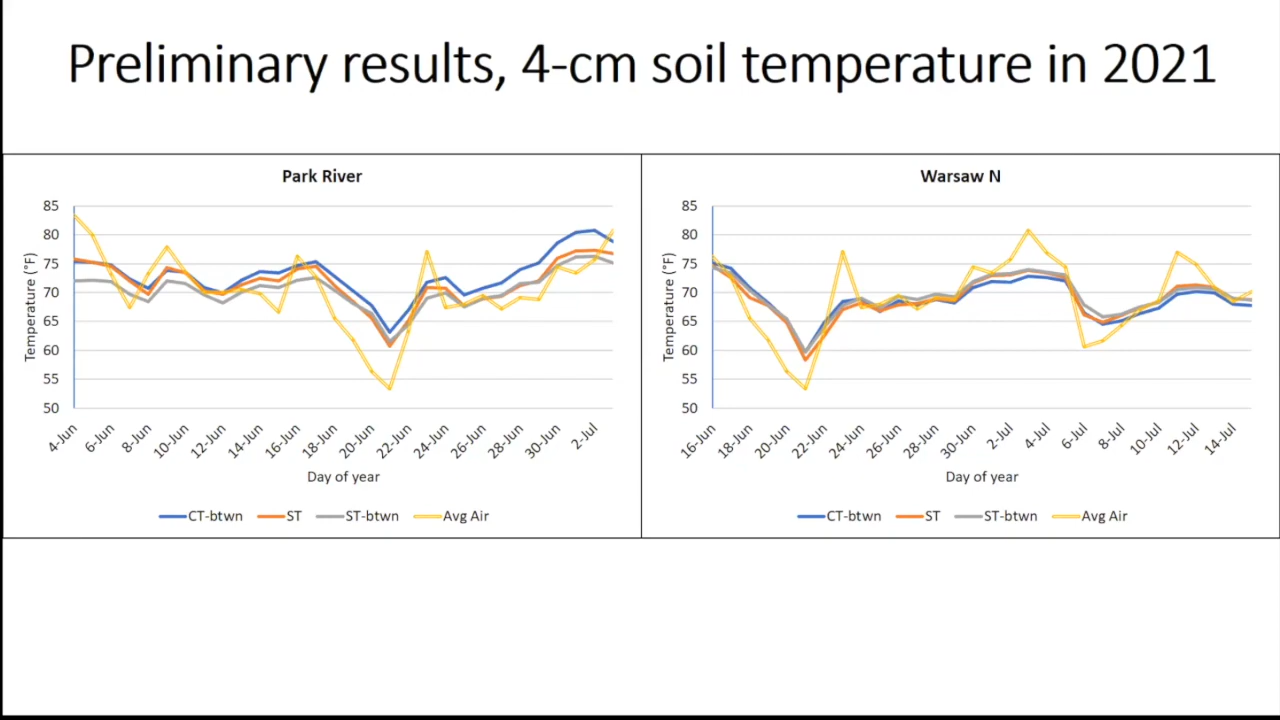 Preliminary results, 4-cm soil temperature in 2021
Park River
85
80
75
70
65
60
55
50
Temperature (°F)
4-Jun
6-Jun
8-Jun
10-Jun
12-Jun
14-Jun
16-Jun
18-Jun
20-Jun
22-Jun
24-Jun
26-Jun
28-Jun
30-Jun
2-Jul
Day of year
CT-btwn ST ST-btwn Avg Air
Warsaw N
85
80
75
70
65
60
55
50
Temperature (°F)
16-Jun
18-Jun
20-Jun
22-Jun
24-Jun
26-Jun
28-Jun
30-Jun
2-Jul
4-Jul
6-Jul
8-Jul
10-Jul
12-Jul
14-Jul
Day of year
CT-btwn ST ST-btwn Avg Air